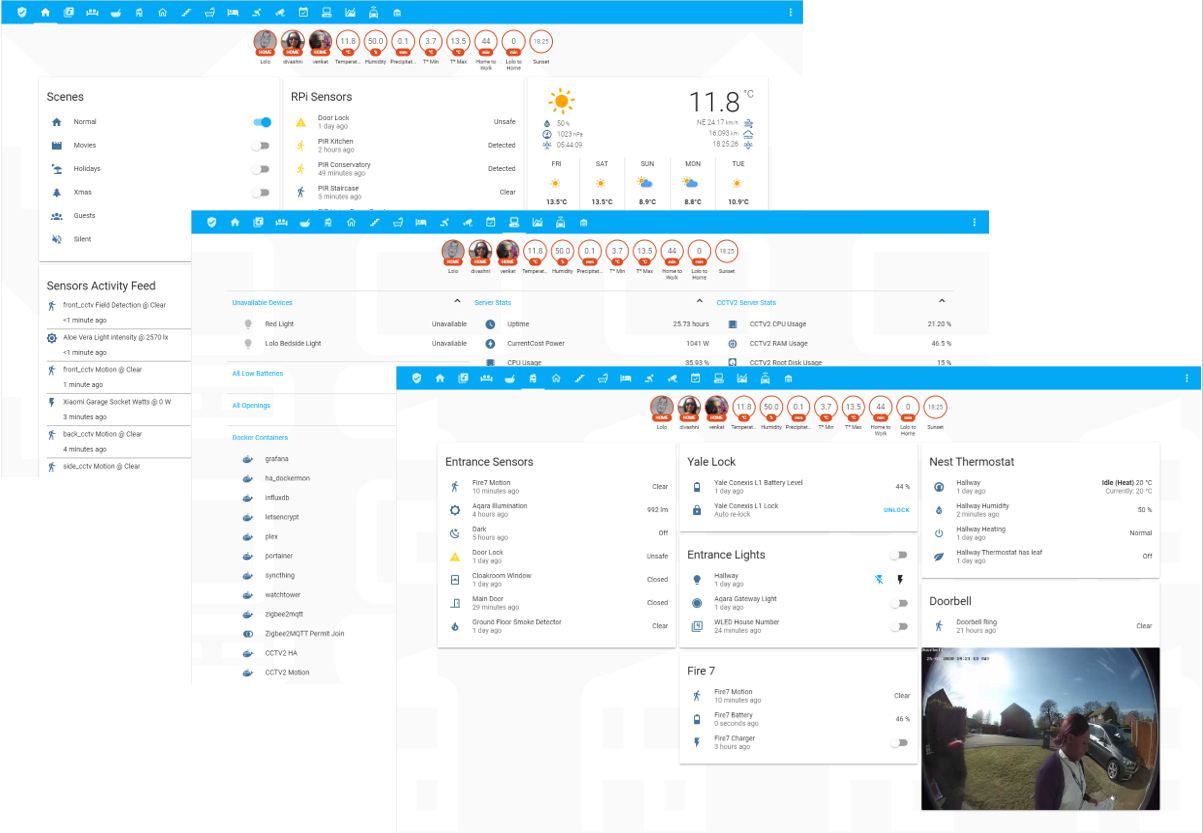 HOME
HOME
HOME
11.8
°C
50.0
%
0.1
min
3.7
°C
13.5
°C
44
min
0
min
18:25
Lolo
divashni
venkat
Temperat...
Humidity
Precipitat...
T° Min
T° Max
Home to Work
Lolo to Home
Sunset
Scenes
Normal
Movies
Holidays
Xmas
Guests
Silent
Sensors Activity Feed
front_cctv Field Detection @ Clear
<1 minute ago
Aloe Vera Light Intensity @ 2570 lx
<1 minute ago
front_cctv Motion @ Clear
1 minute ago
Xiaomi Garage Socket Watts @ 0 W
3 minutes ago
back_cctv Motion @ Clear
4 minutes ago
side_cctv Motion @ Clear
RPi Sensors
Door Lock
1 day ago
Unsafe
PIR Kitchen
2 hours ago
Detected
PIR Conservatory
49 minutes ago
Detected
PIR Staircase
5 minutes ago
Clear
11.8 °C
50 %
1023 hPa
05:44:09
NE 24.17 km/h
16.093 km
18:25:26
FRI
SAT
SUN
MON
TUE
13.5°C
13.5°C
8.9°C
8.8°C
10.9°C
HOME
HOME
HOME
11.8
°C
50.0
%
0.1
min
3.7
°C
13.5
°C
44
min
0
min
18:25
Lolo
divashni
venkat
Temperat...
Humidity
Precipitat...
T° Min
T° Max
Home to Work
Lolo to Home
Sunset
Unavailable Devices
Red Light
Unavailable
Lolo Bedside Light
Unavailable
All Low Batteries
All Openings
Docker Containers
grafana
ha_dockermon
influxdb
letsencrypt
plex
portainer
syncthing
watchtower
zigbee2mqtt
Zigbee2MQTT Permit Join
CCTV2 HA
CCTV2 Motion
Server Stats
Uptime
25.73 hours
CurrentCost Power
1041 W
CPU Usage
35.93 %
CCTV2 Server Stats
CCTV2 CPU Usage
21.20 %
CCTV2 RAM Usage
46.5 %
CCTV2 Root Disk Usage
15 %
HOME
HOME
HOME
11.8
°C
50.0
%
0.1
min
3.7
°C
13.5
°C
44
min
0
min
18:25
Lolo
divashni
venkat
Temperat...
Humidity
Precipitat...
T° Min
T° Max
Home to Work
Lolo to Home
Sunset
Entrance Sensors
Fire7 Motion
10 minutes ago
Clear
Aqara Illumination
4 hours ago
992 lm
Dark
5 hours ago
Off
Door Lock
1 day ago
Unsafe
Cloakroom Window
1 day ago
Closed
Main Door
29 minutes ago
Closed
Ground Floor Smoke Detector
1 day ago
Clear
Yale Lock
Yale Conexis L1 Battery Level
1 day ago
44 %
Yale Conexis L1 Lock
Auto re-lock
UNLOCK
Entrance Lights
Hallway
1 day ago
Aqara Gateway Light
1 day ago
WLED House Number
24 minutes ago
Fire 7
Fire7 Motion
10 minutes ago
Clear
Fire7 Battery
0 seconds ago
46 %
Fire7 Charger
3 hours ago
Nest Thermostat
Hallway
1 day ago
Idle (Heat) 20 °C
Currently: 20 °C
Hallway Humidity
2 minutes ago
50 %
Hallway Heating
1 day ago
Normal
Hallway Thermostat has leaf
1 day ago
Off
Doorbell
Doorbell Ring
21 hours ago
Clear